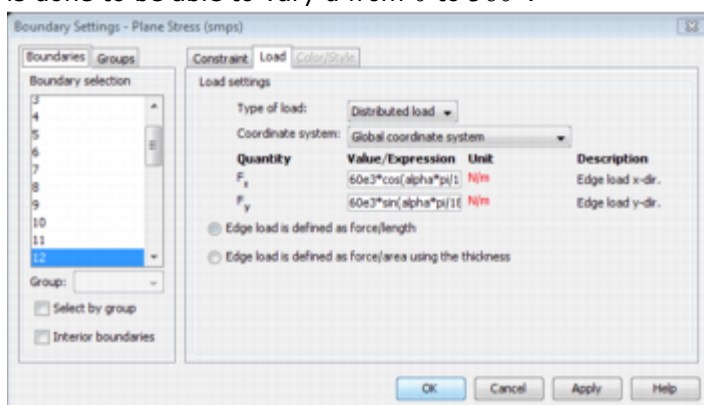 Boundary Settings - Plane Stress (smps)
Boundaries Groups
Boundary selection
3
4
5
6
7
8
9
10
11
12
Group:
Select by group
Interior boundaries
Constraint Load Color/Style
Load settings
Type of load: Distributed load
Coordinate system: Global coordinate system
Quantity Value/Expression Unit Description
Fx 60e3*cos(alpha*pi/1 N/m Edge load x-dir.
Fy 60e3*sin(alpha*pi/18 N/m Edge load y-dir.
Edge load is defined as force/length
Edge load is defined as force/area using the thickness
OK Cancel Apply Help